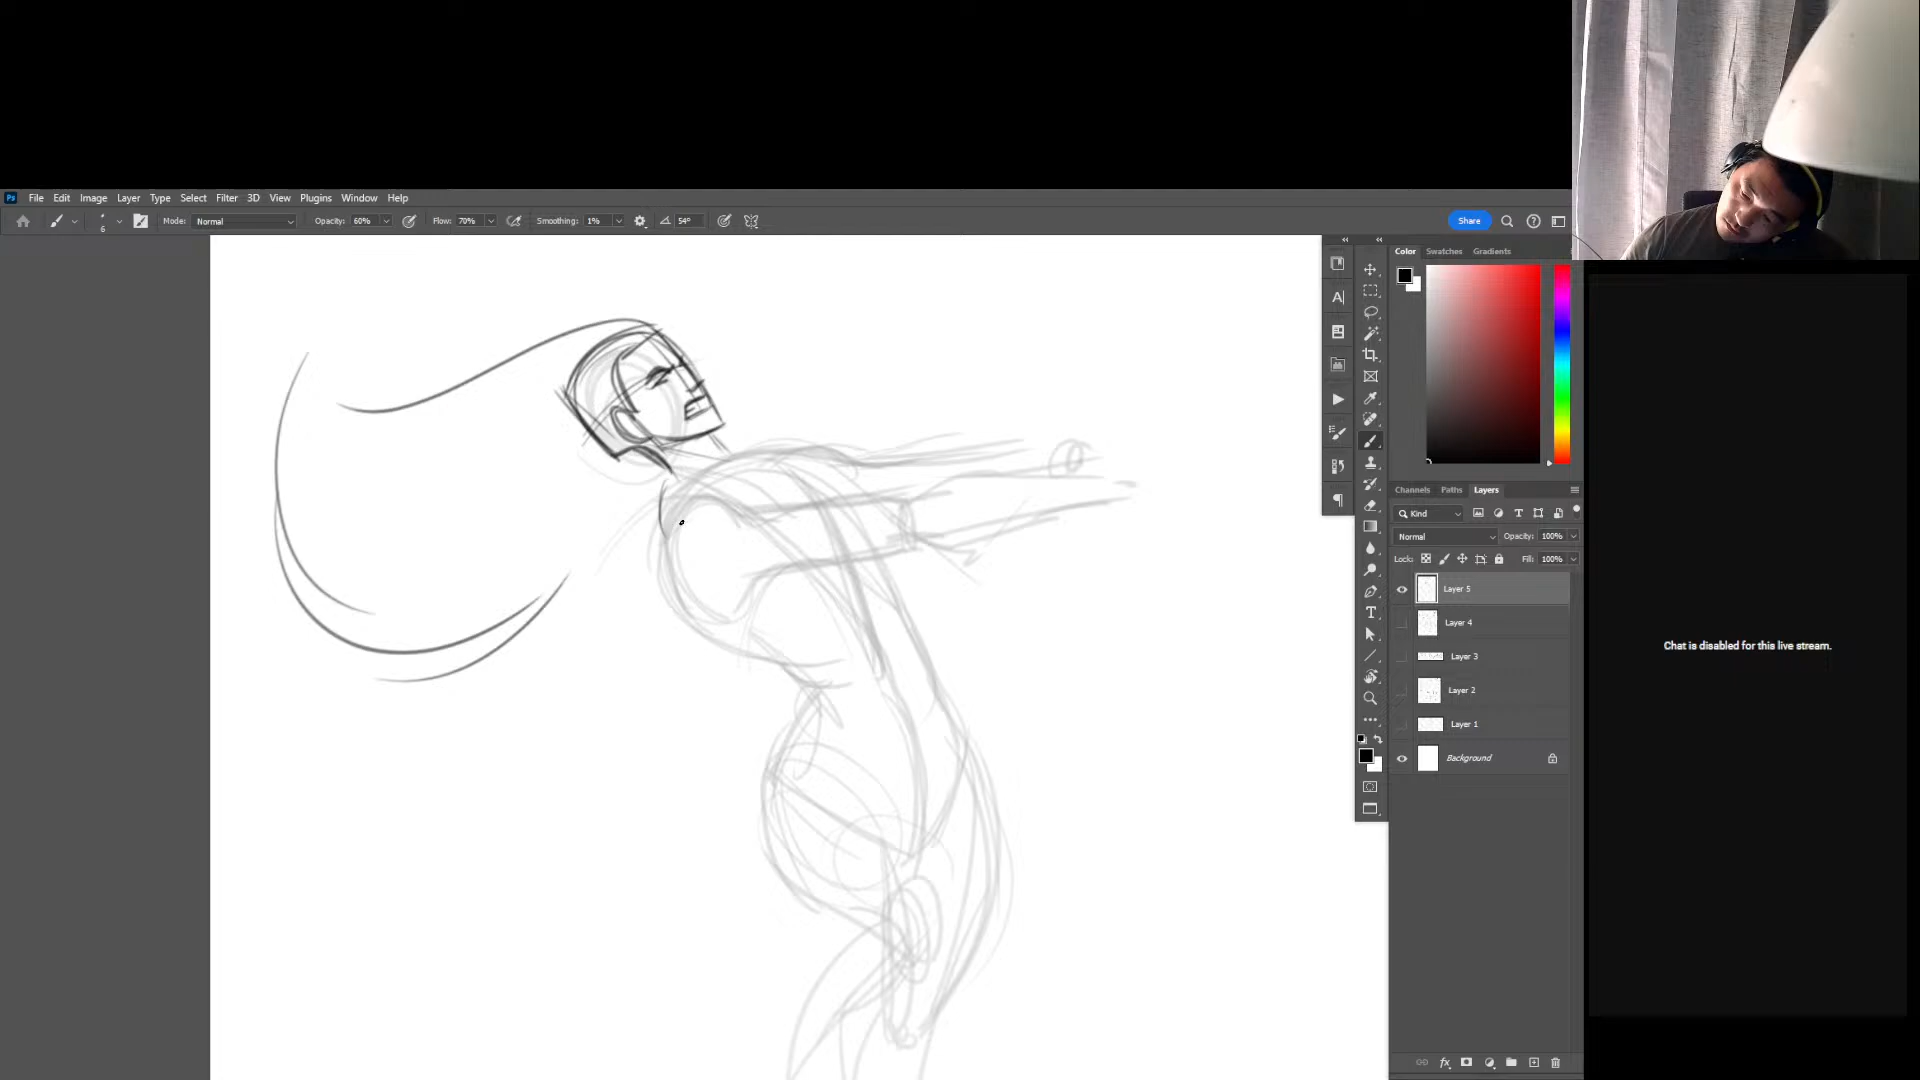 Ps File Edit Image Layer Type Select Filter 3D View Plugins Window Help
6 Mode: Normal Opacity: 60% Flow: 70% Smoothing: 1% 54° Share
Color Swatches Gradients
Channels Paths Layers
Kind
Normal Opacity: 100%
Lock: Fill: 100%
Layer 5
Layer 4
Layer 3
Layer 2
Layer 1
Background
Chat is disabled for this live stream.